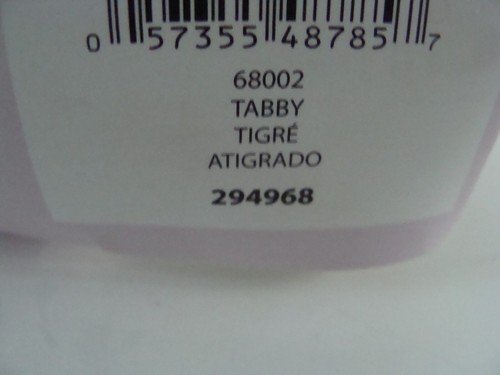 0 57355 48785 7
68002
TABBY
TIGRÉ
ATIGRADO
294968